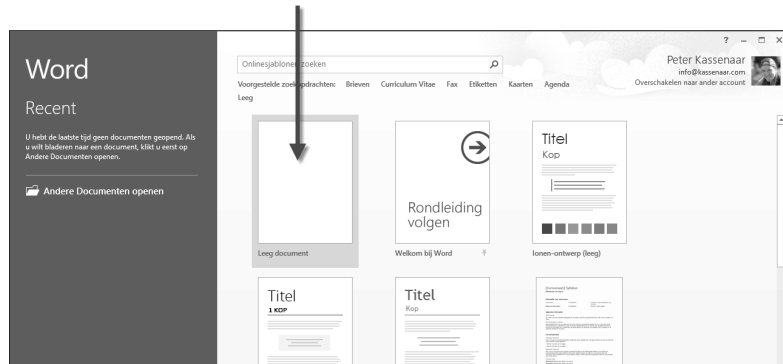 Word
Recent
U hebt de laatste tijd geen documenten geopend. Als
u wilt bladeren naar een document, klikt u eerst op
Andere Documenten openen.
Andere Documenten openen
?
Onlinesjablonen zoeken
Peter Kassenaar
info@kassenaar.com
Overschakelen naar ander account
Voorgestelde zoekopdrachten: Brieven Curriculum Vitae Fax Etiketten Kaarten Agenda
Leeg
Rondleiding
volgen
Titel
Kop
Leeg document
Welkom bij Word
Ionen-ontwerp (leeg)
Titel
1 KOP
Titel
Kop